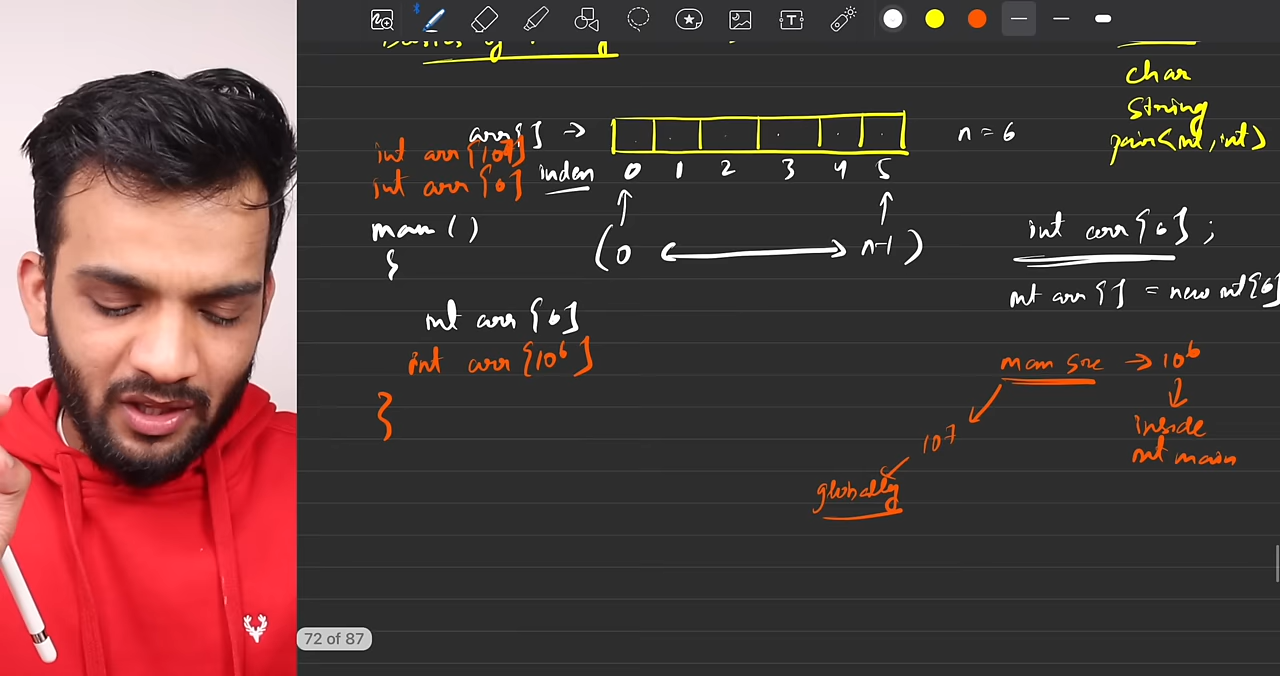 char
string
pair<int, int>
arr[] →
n = 6
int arr[10^7]
int arr[6]
index 0 1 2 3 4 5
main ()
{
(0 n-1)
int arr[6];
int arr[] = new int[6]
int arr[6]
int arr[10^6]
}
max size → 10^6
inside
int main
10^7
globally
72 of 87